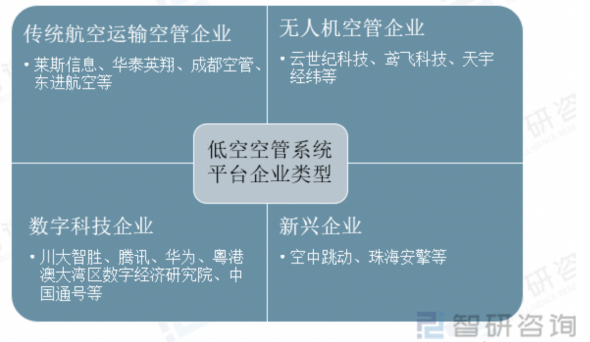 传统航空运输空管企业
• 莱斯信息、华泰英翔、成都空管、
东进航空等
无人机空管企业
• 云世纪科技、鸢飞科技、天宇
经纬等
低空空管系统
平台企业类型
数字科技企业
• 川大智胜、腾讯、华为、粤港
澳大湾区数字经济研究院、中
国通号等
新兴企业
• 空中跳动、珠海安擎等
智研咨询